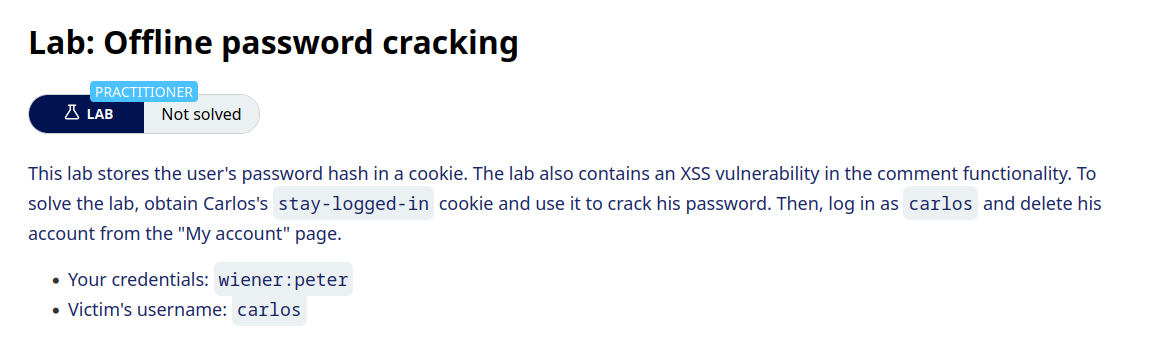 Lab: Offline password cracking
PRACTITIONER
LAB Not solved
This lab stores the user's password hash in a cookie. The lab also contains an XSS vulnerability in the comment functionality. To
solve the lab, obtain Carlos's stay-logged-in cookie and use it to crack his password. Then, log in as carlos and delete his
account from the "My account" page.
• Your credentials: wiener:peter
• Victim's username: carlos